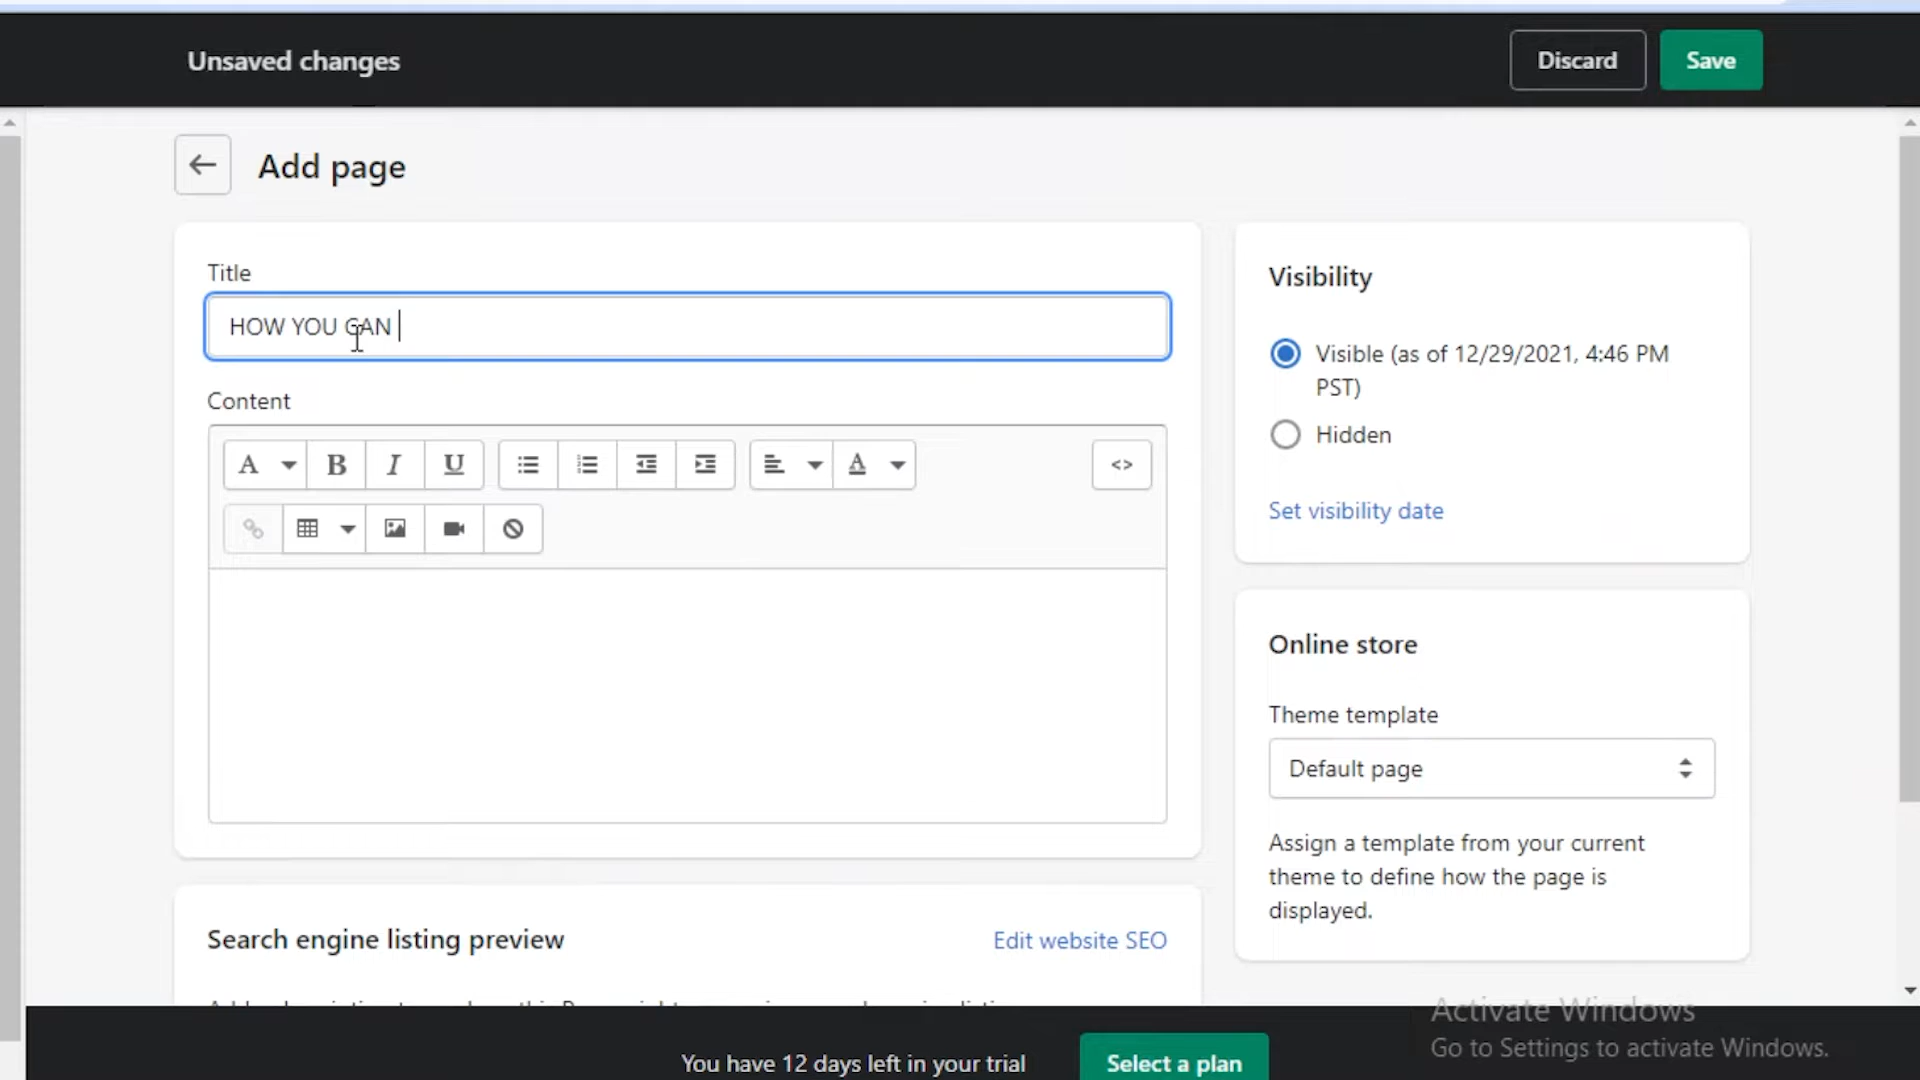 Unsaved changes
Discard
Save
Add page
Title
HOW YOU CAN
Content
A
B
I
U
A
<>
Search engine listing preview
Edit website SEO
Visibility
Visible (as of 12/29/2021, 4:46 PM
PST)
Hidden
Set visibility date
Online store
Theme template
Default page
Assign a template from your current
theme to define how the page is
displayed.
You have 12 days left in your trial
Select a plan
Activate Windows
Go to Settings to activate Windows.